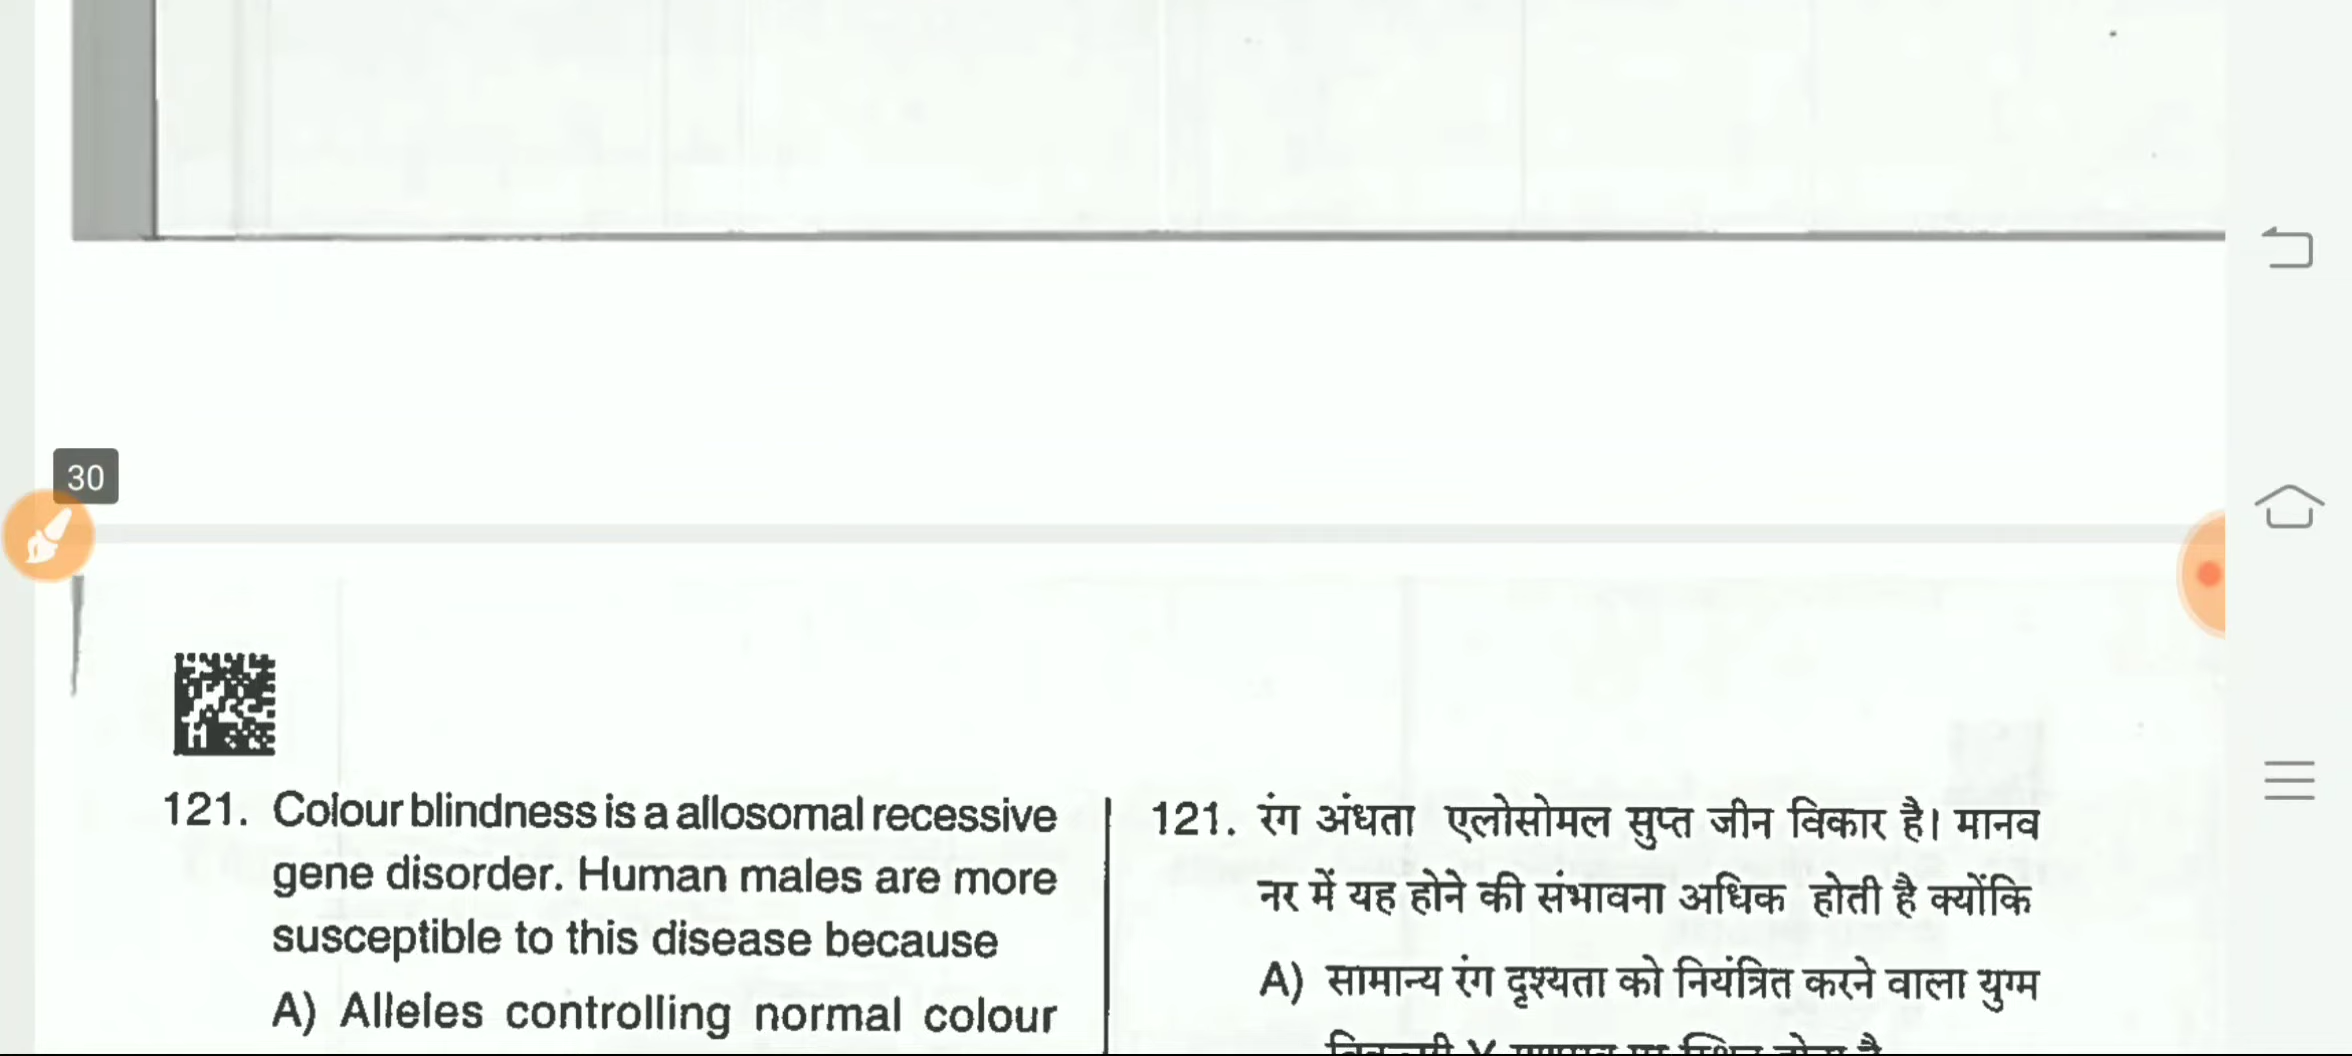 30
121. Colour blindness is a allosomal recessive
gene disorder. Human males are more
susceptible to this disease because
A) Alleles controlling normal colour
121. रंग अंधता एलोसोमल सुप्त जीन विकार है। मानव
नर में यह होने की संभावना अधिक होती है क्योंकि
A) सामान्य रंग दृश्यता को नियंत्रित करने वाला युग्म